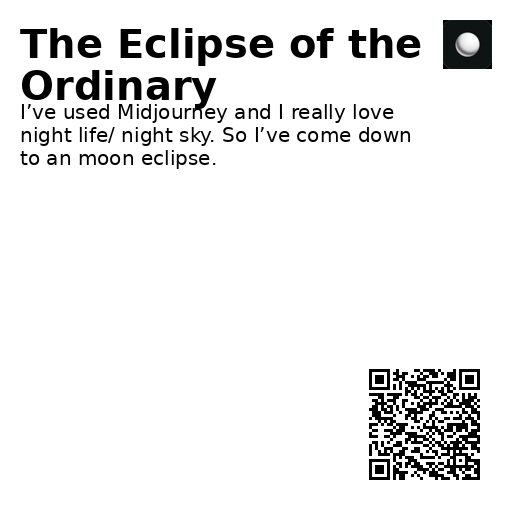 The Eclipse of the
Ordinary
I’ve used Midjourney and I really love
night life/ night sky. So I’ve come down
to an moon eclipse.